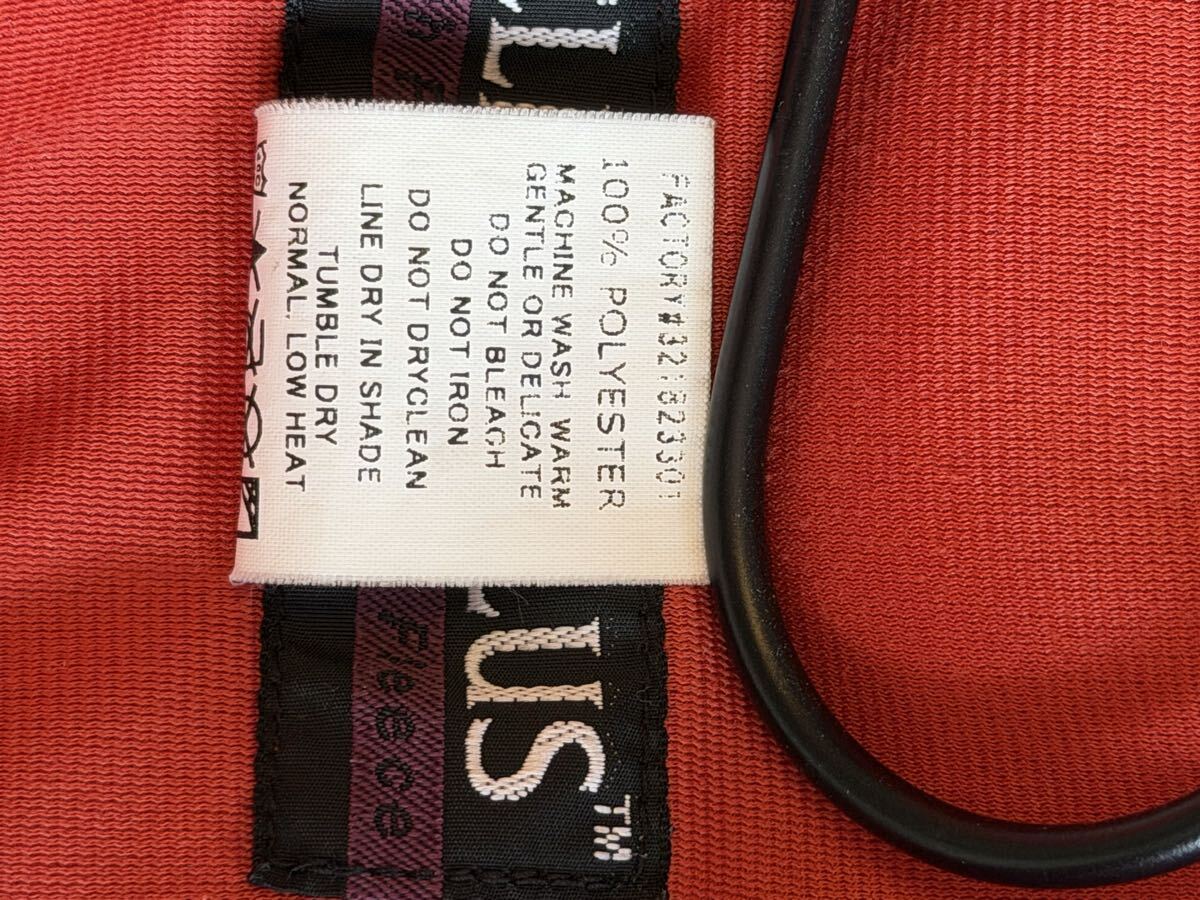 FACTORY#321823301
100% POLYESTER
MACHINE WASH WARM
GENTLE OR DELICATE
DO NOT BLEACH
DO NOT IRON
DO NOT DRYCLEAN
LINE DRY IN SHADE
TUMBLE DRY
NORMAL, LOW HEAT
LUS™
Fleece